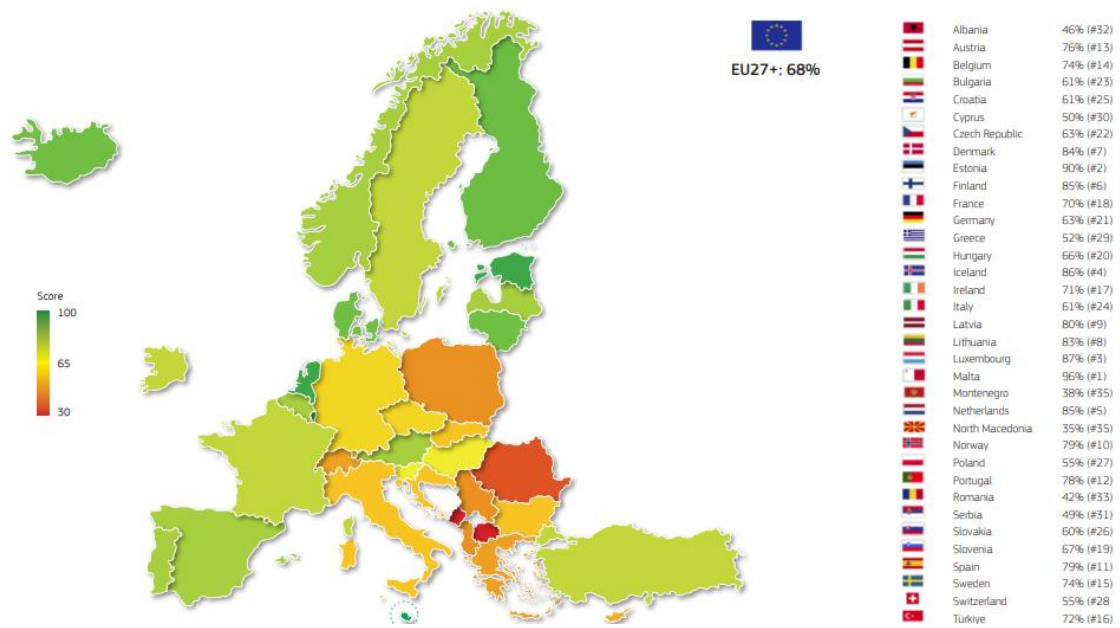 EU27+: 68%
Score
100
65
30
Albania 46% (#32)
Austria 76% (#13)
Belgium 74% (#14)
Bulgaria 61% (#23)
Croatia 61% (#25)
Cyprus 50% (#30)
Czech Republic 63% (#22)
Denmark 84% (#7)
Estonia 90% (#2)
Finland 85% (#6)
France 70% (#18)
Germany 63% (#21)
Greece 52% (#29)
Hungary 66% (#20)
Iceland 86% (#4)
Ireland 71% (#17)
Italy 61% (#24)
Latvia 80% (#9)
Lithuania 83% (#8)
Luxembourg 87% (#3)
Malta 96% (#1)
Montenegro 38% (#35)
Netherlands 85% (#5)
North Macedonia 35% (#35)
Norway 79% (#10)
Poland 55% (#27)
Portugal 78% (#12)
Romania 42% (#33)
Serbia 49% (#31)
Slovakia 60% (#26)
Slovenia 67% (#19)
Spain 79% (#11)
Sweden 74% (#15)
Switzerland 55% (#28
Türkiye 72% (#16)